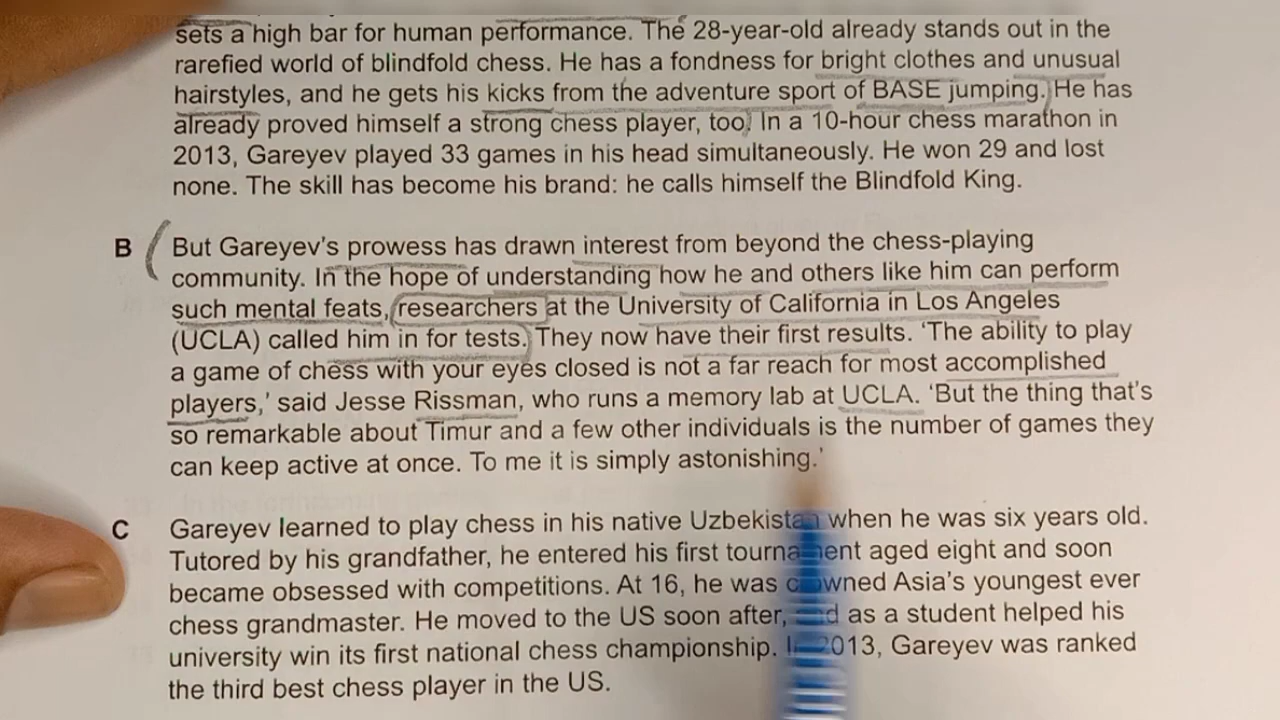 sets a high bar for human performance. The 28-year-old already stands out in the
rarefied world of blindfold chess. He has a fondness for bright clothes and unusual
hairstyles, and he gets his kicks from the adventure sport of BASE jumping. He has
already proved himself a strong chess player, too. In a 10-hour chess marathon in
2013, Gareyev played 33 games in his head simultaneously. He won 29 and lost
none. The skill has become his brand: he calls himself the Blindfold King.
B But Gareyev's prowess has drawn interest from beyond the chess-playing
community. In the hope of understanding how he and others like him can perform
such mental feats, researchers at the University of California in Los Angeles
(UCLA) called him in for tests. They now have their first results. 'The ability to play
a game of chess with your eyes closed is not a far reach for most accomplished
players,' said Jesse Rissman, who runs a memory lab at UCLA. 'But the thing that's
so remarkable about Timur and a few other individuals is the number of games they
can keep active at once. To me it is simply astonishing.'
C Gareyev learned to play chess in his native Uzbekistan when he was six years old.
Tutored by his grandfather, he entered his first tournament aged eight and soon
became obsessed with competitions. At 16, he was crowned Asia's youngest ever
chess grandmaster. He moved to the US soon after, and as a student helped his
university win its first national chess championship. In 2013, Gareyev was ranked
the third best chess player in the US.